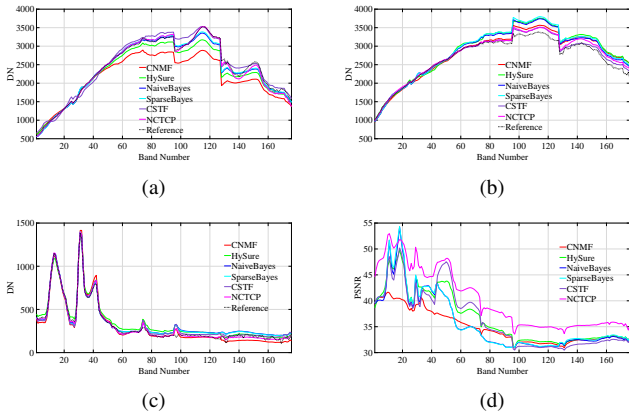 4000
3500
3000
2500
2000
1500
1000
500
DN
CNMF
HySure
NaiveBayes
SparseBayes
CSTF
NCTCP
Reference
20 40 60 80 100 120 140 160
Band Number
(a)
4000
3500
3000
2500
2000
1500
1000
500
DN
CNMF
HySure
NaiveBayes
SparseBayes
CSTF
NCTCP
Reference
20 40 60 80 100 120 140 160
Band Number
(b)
1500
1000
500
0
DN
CNMF
HySure
NaiveBayes
SparseBayes
CSTF
NCTCP
Reference
20 40 60 80 100 120 140 160
Band Number
(c)
55
50
45
40
35
30
PSNR
CNMF
HySure
NaiveBayes
SparseBayes
CSTF
NCTCP
20 40 60 80 100 120 140 160
Band Number
(d)